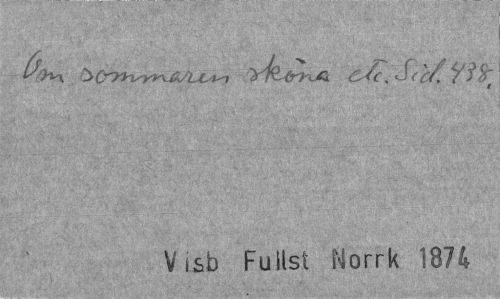 Om sommaren sköna etc. Sid. 438.
Visb Fullst Norrk 1874